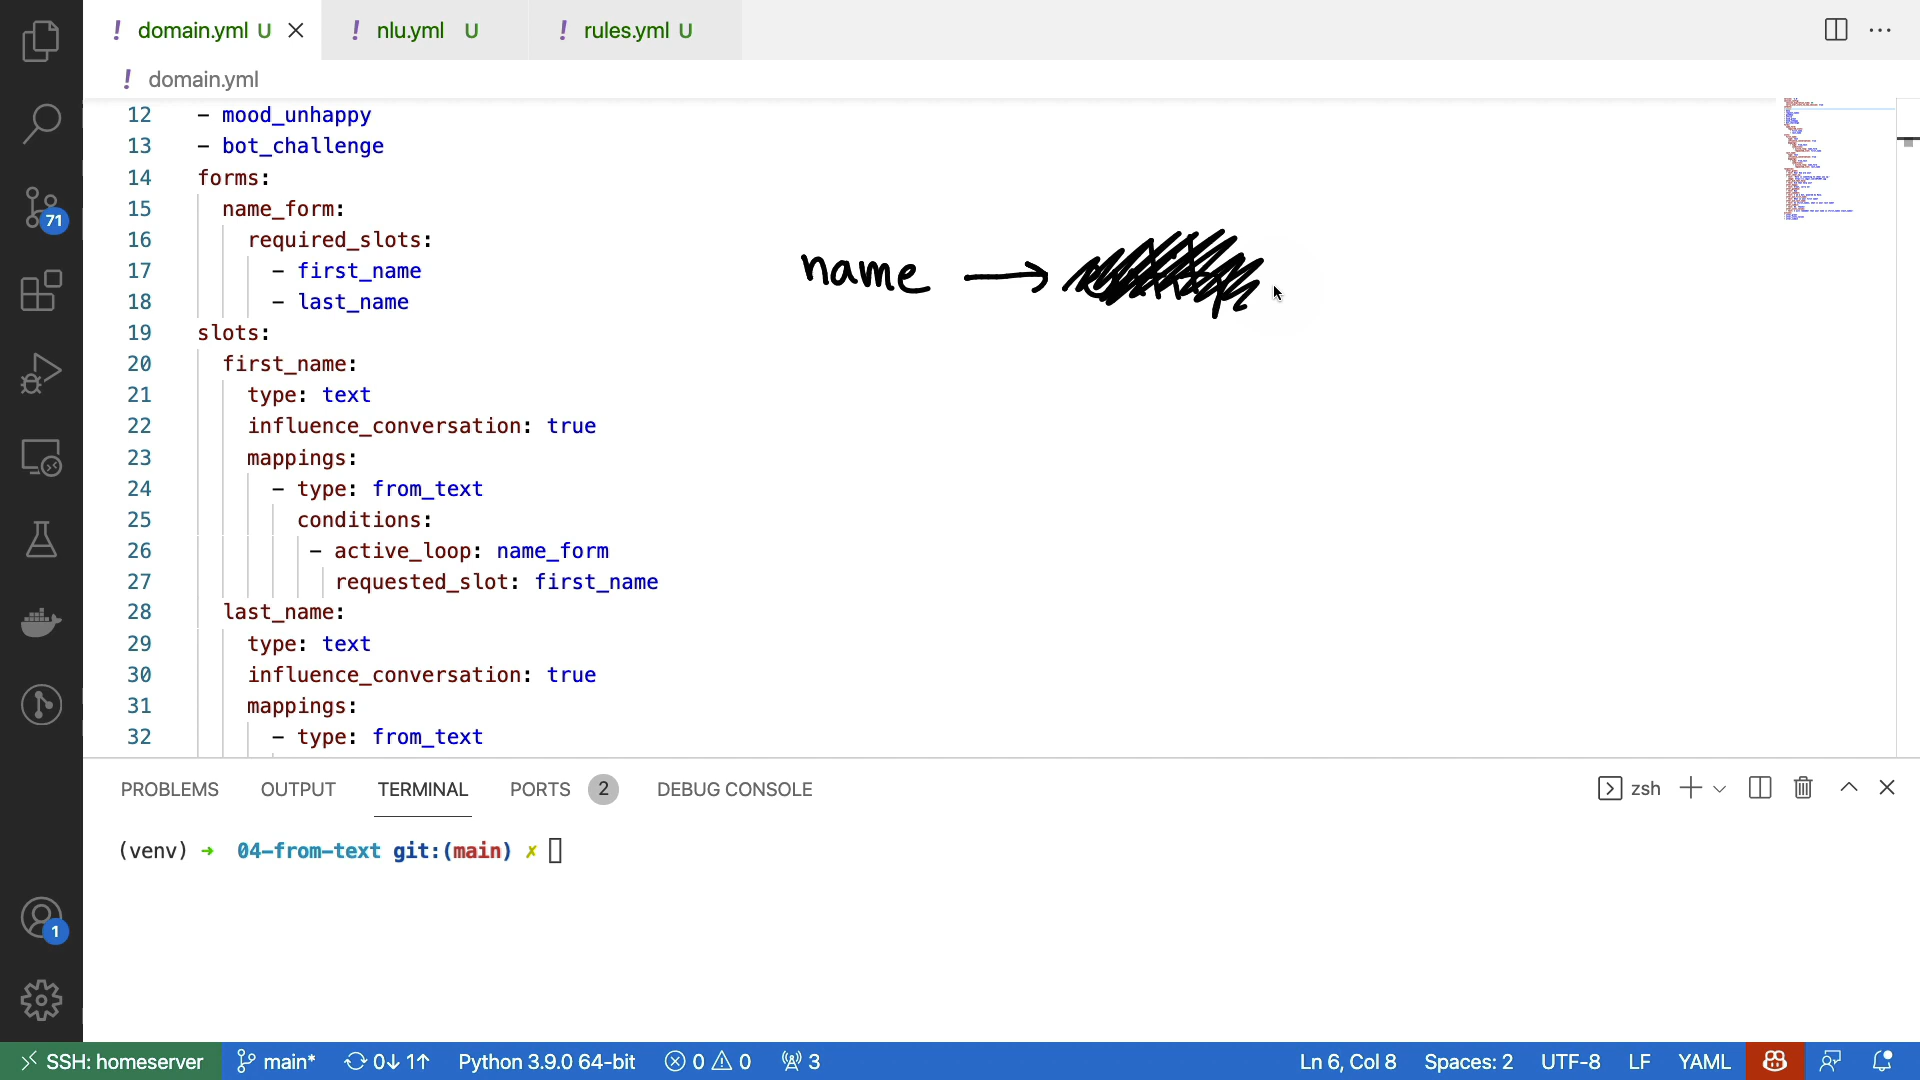 ! domain.yml U × ! nlu.yml U ! rules.yml U
! domain.yml
12 - mood_unhappy
13 - bot_challenge
14 forms:
15 name_form:
16 required_slots:
17 - first_name
18 - last_name
19 slots:
20 first_name:
21 type: text
22 influence_conversation: true
23 mappings:
24 - type: from_text
25 conditions:
26 - active_loop: name_form
27 requested_slot: first_name
28 last_name:
29 type: text
30 influence_conversation: true
31 mappings:
32 - type: from_text
name →
71
PROBLEMS OUTPUT TERMINAL PORTS 2 DEBUG CONSOLE zsh
(venv) → 04-from-text git:(main) ✗
1
SSH: homeserver main* 0↓ 1↑ Python 3.9.0 64-bit 0 0 3 Ln 6, Col 8 Spaces: 2 UTF-8 LF YAML